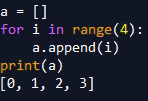 a = []
for i in range(4):
    a.append(i)
print(a)
[0, 1, 2, 3]